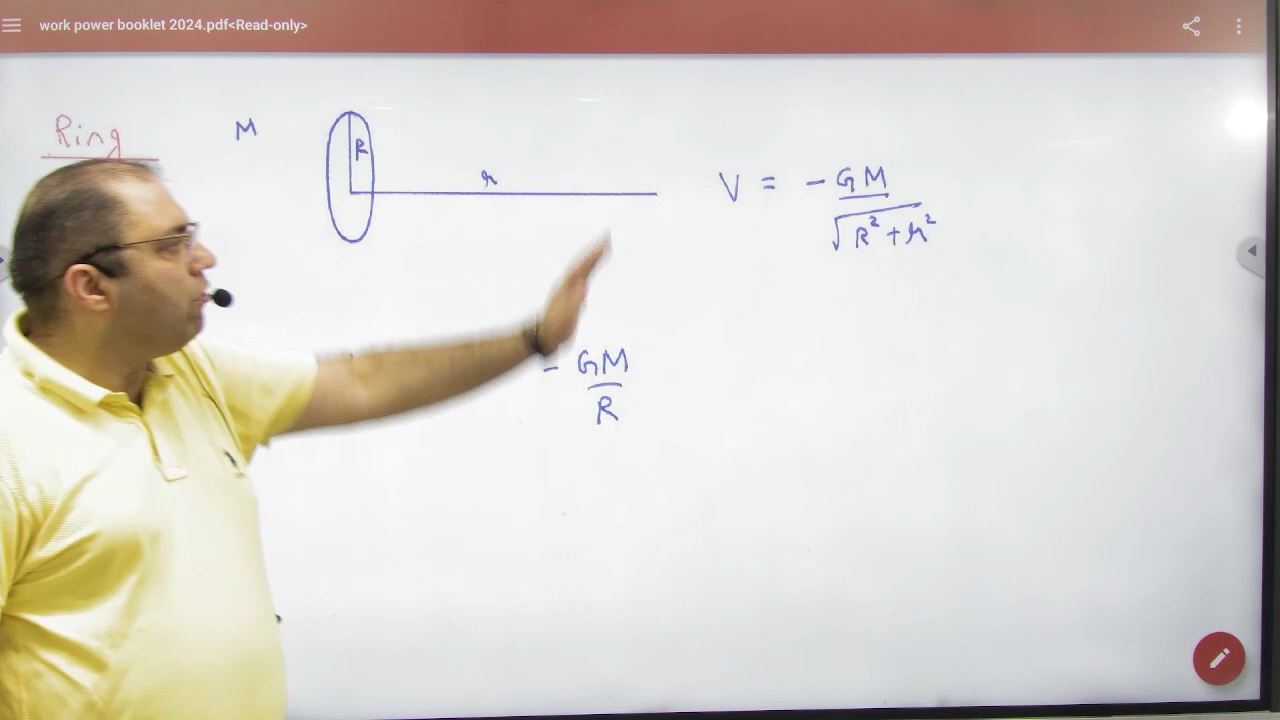 work power booklet 2024.pdf<Read-only>
Ring
M
R
r
V = - GM / √R² + r²
- GM / R